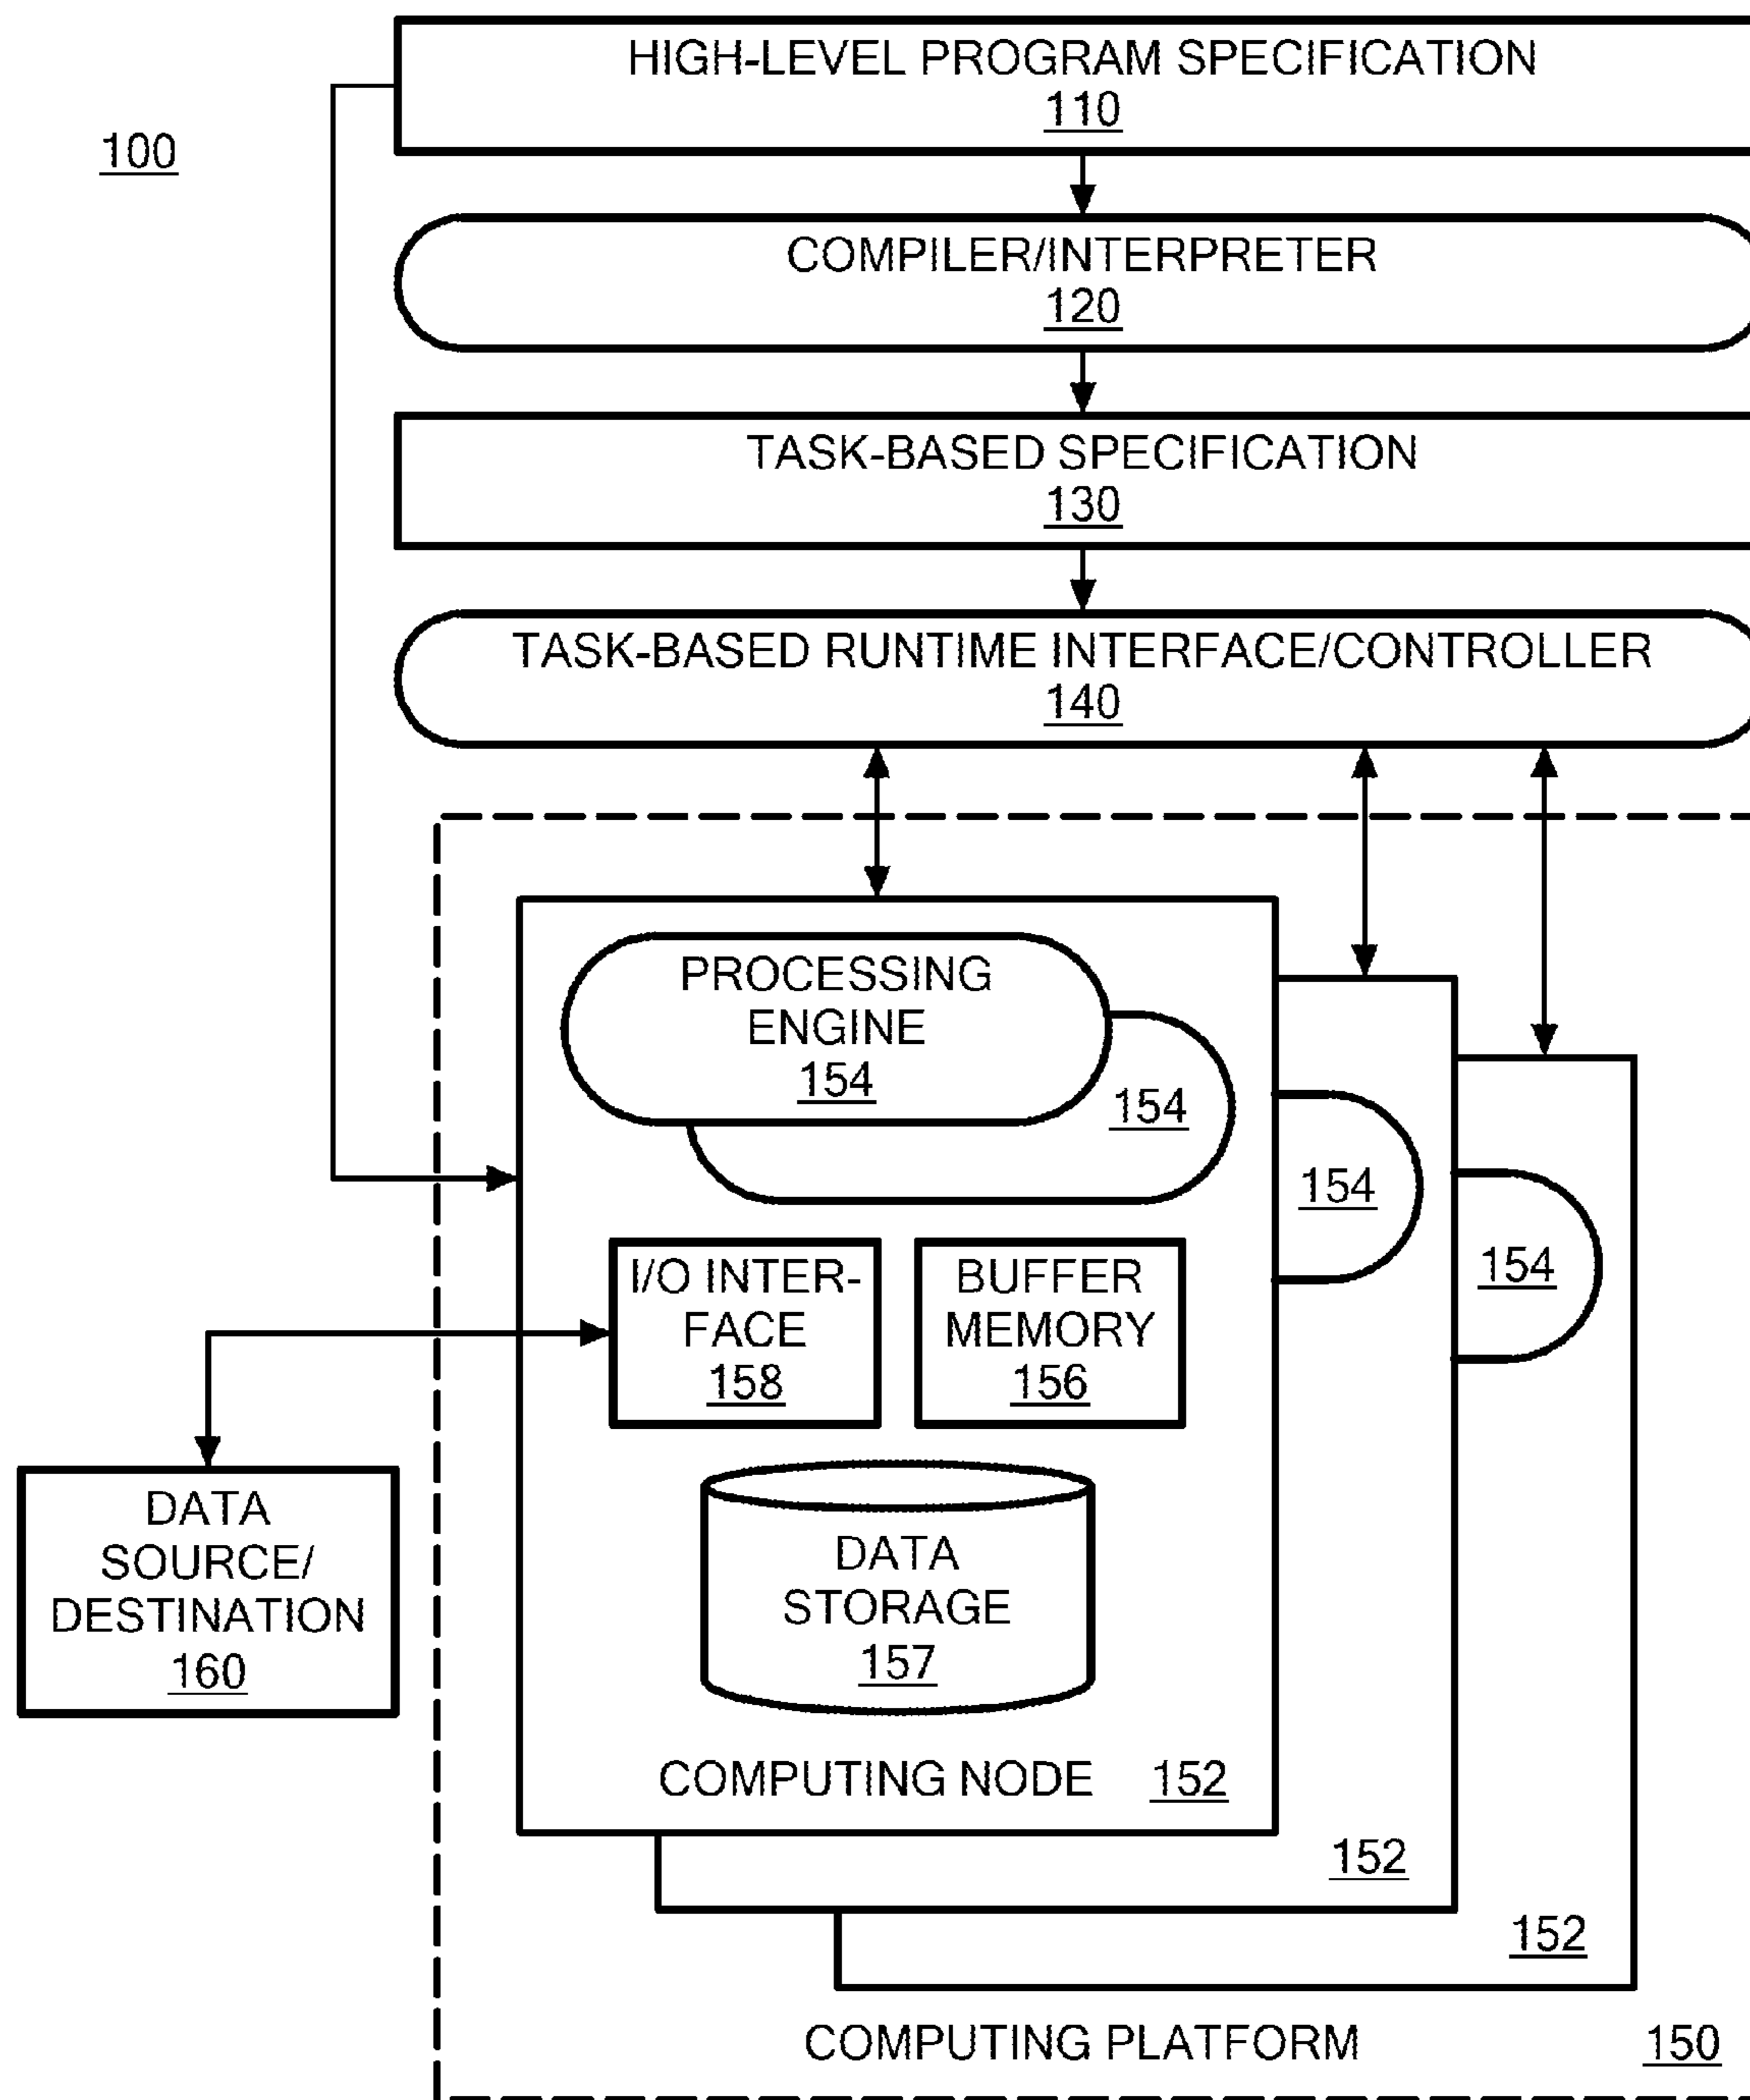 HIGH-LEVEL PROGRAM SPECIFICATION
110
100
COMPILER/INTERPRETER
120
TASK-BASED SPECIFICATION
130
TASK-BASED RUNTIME INTERFACE/CONTROLLER
140
PROCESSING
ENGINE
154
154
154
154
I/O INTER-
FACE
158
BUFFER
MEMORY
156
DATA
SOURCE/
DESTINATION
160
DATA
STORAGE
157
COMPUTING NODE 152
152
152
COMPUTING PLATFORM 150